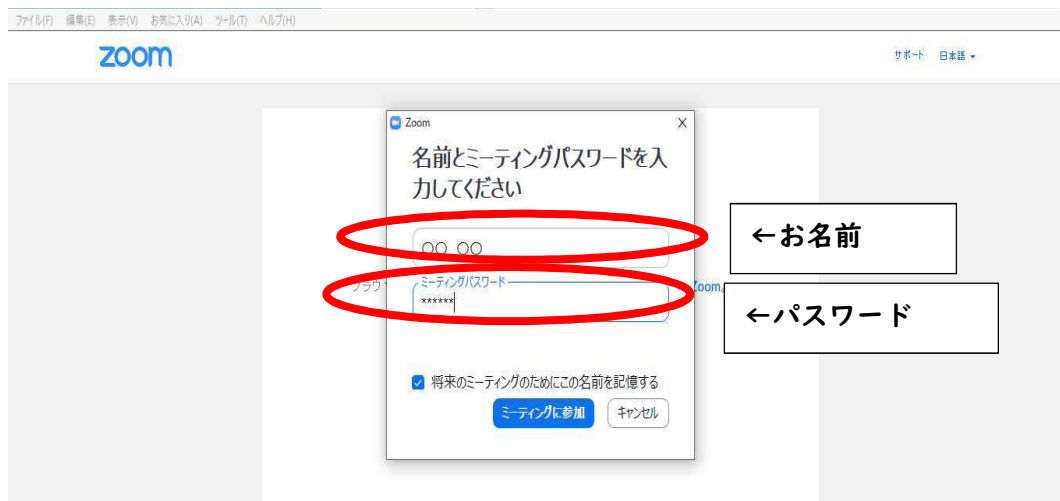 ファイル(F) 編集(E) 表示(V) お気に入り(A) ツール(T) ヘルプ(H)
zoom
サポート 日本語
Zoom
名前とミーティングパスワードを入
力してください
○○ ○○
←お名前
ブラウ
ミーティングパスワード
zoom
******
←パスワード
将来のミーティングのためにこの名前を記憶する
ミーティングに参加 キャンセル